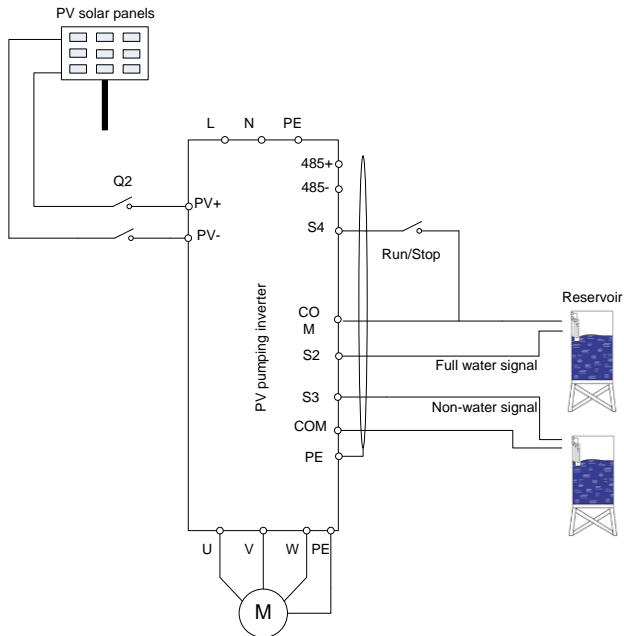 PV solar panels
L N PE
485+
485-
Q2
PV+
S4
PV-
Run/Stop
Reservoir
CO
M
PV pumping inverter
S2
Full water signal
S3
Non-water signal
COM
PE
U V W PE
M